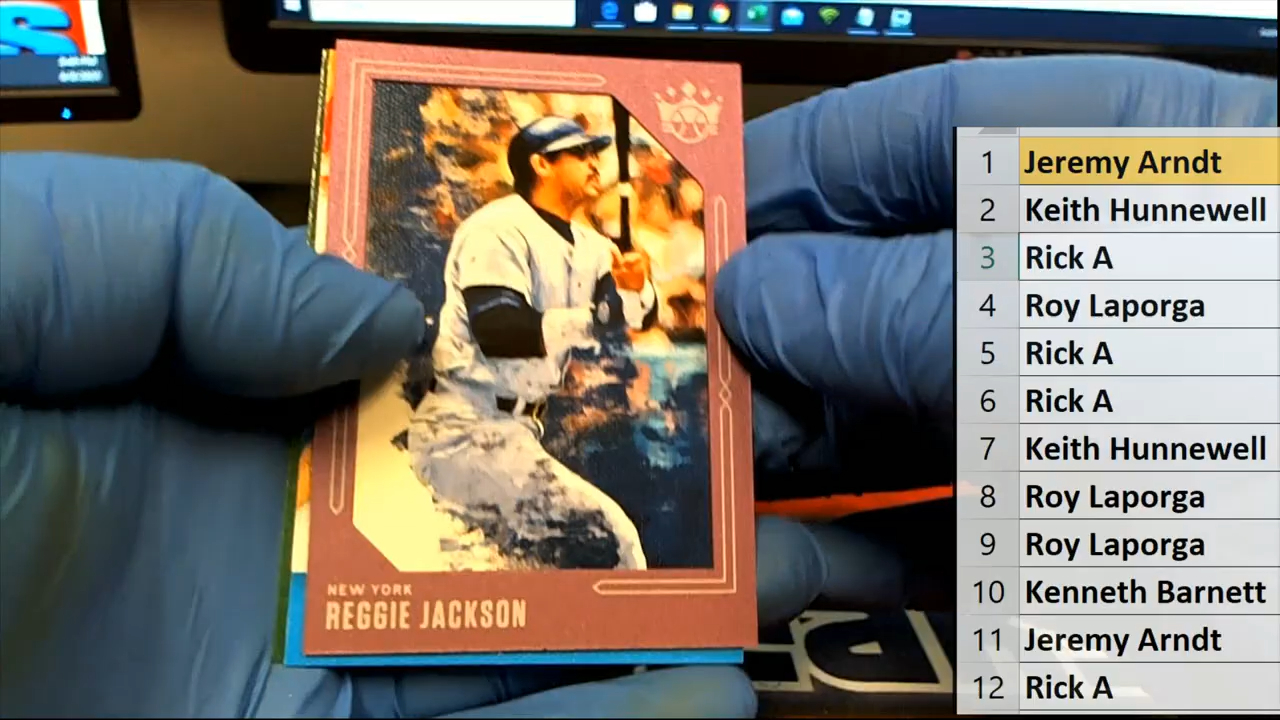 NEW YORK
REGGIE JACKSON
1 Jeremy Arndt
2 Keith Hunnewell
3 Rick A
4 Roy Laporga
5 Rick A
6 Rick A
7 Keith Hunnewell
8 Roy Laporga
9 Roy Laporga
10 Kenneth Barnett
11 Jeremy Arndt
12 Rick A